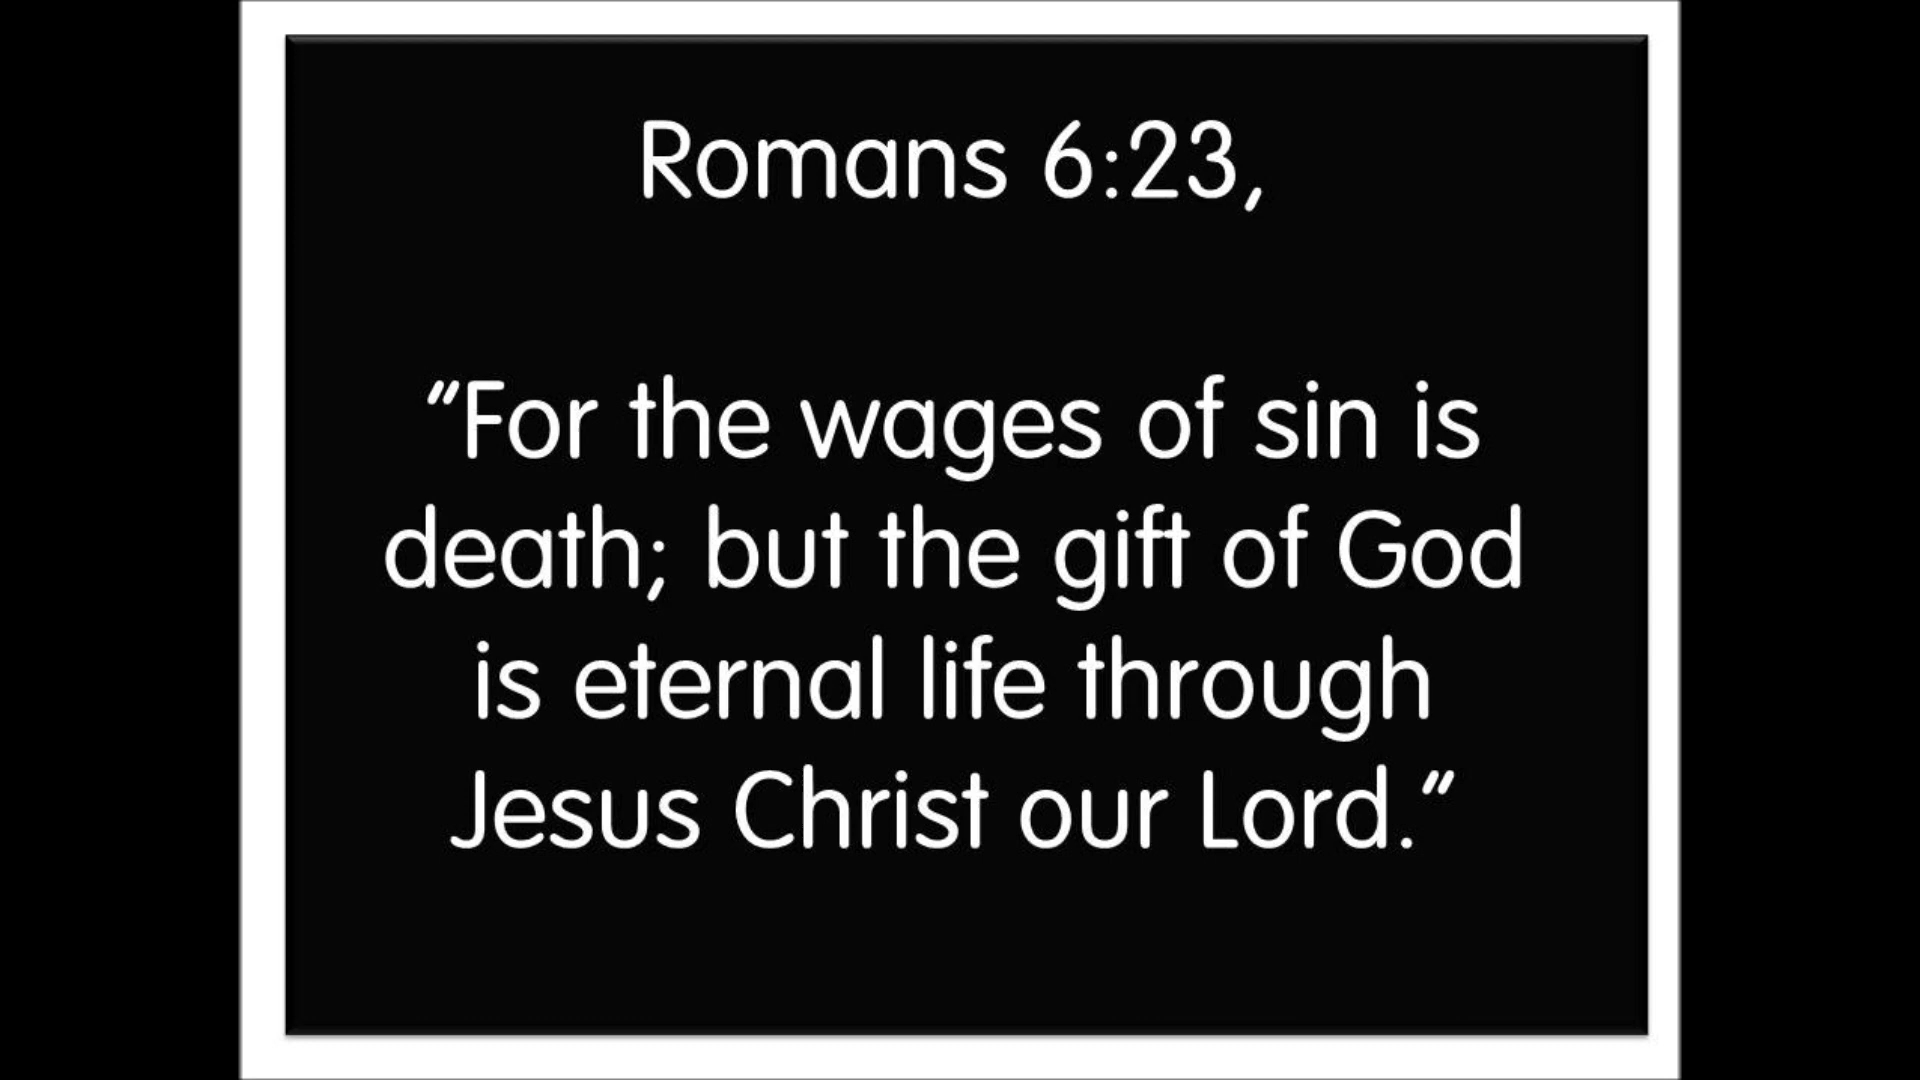 Romans 6:23,
“For the wages of sin is
death; but the gift of God
is eternal life through
Jesus Christ our Lord.”